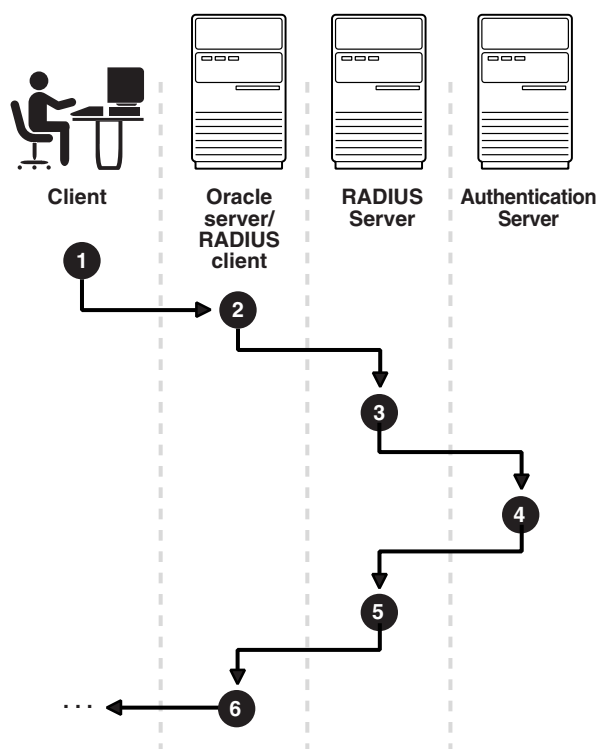 Client
Oracle
server/
RADIUS
client
RADIUS
Server
Authentication
Server
1
2
3
4
5
6
...